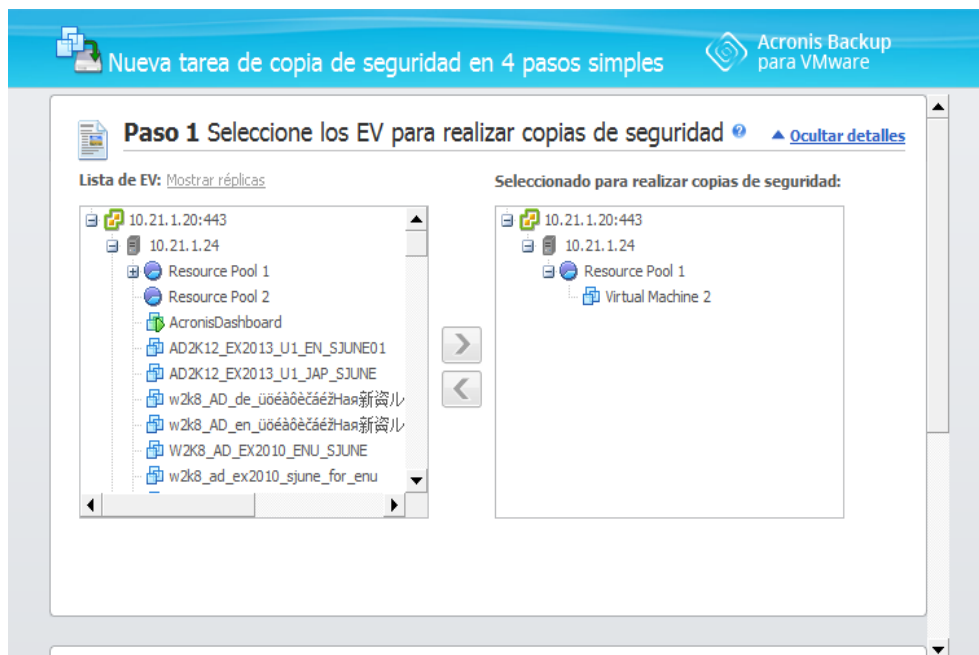 Nueva tarea de copia de seguridad en 4 pasos simples
Acronis Backup
para VMware
Paso 1 Seleccione los EV para realizar copias de seguridad
Ocultar detalles
Lista de EV: Mostrar réplicas
10.21.1.20:443
10.21.1.24
Resource Pool 1
Resource Pool 2
AcronisDashboard
AD2K12_EX2013_U1_EN_SJUNE01
AD2K12_EX2013_U1_JAP_SJUNE
w2k8_AD_de_üöéàôèčáéžНая新資ル
w2k8_AD_en_üöéàôèčáéžНая新資ル
W2K8_AD_EX2010_ENU_SJUNE
w2k8_ad_ex2010_sjune_for_enu
Seleccionado para realizar copias de seguridad:
10.21.1.20:443
10.21.1.24
Resource Pool 1
Virtual Machine 2